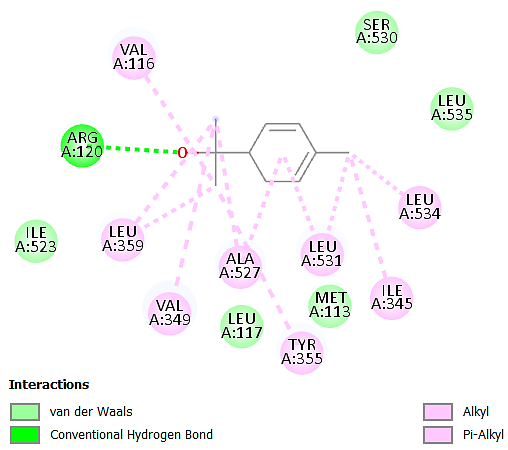 SER
A:530
VAL
A:116
LEU
A:535
ARG
A:120
O
LEU
A:534
ILE
A:523
LEU
A:359
ALA
A:527
LEU
A:531
VAL
A:349
LEU
A:117
MET
A:113
ILE
A:345
TYR
A:355
Interactions
van der Waals
Conventional Hydrogen Bond
Alkyl
Pi-Alkyl